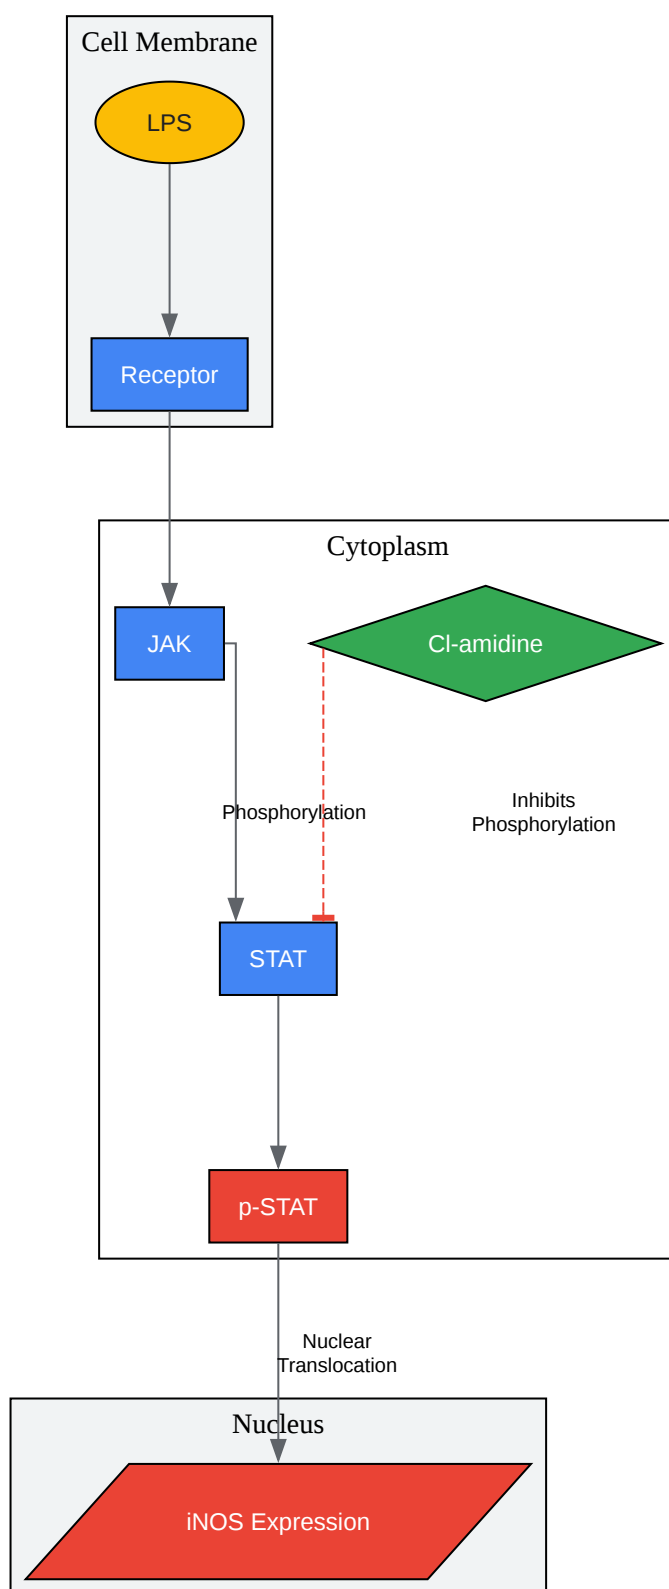 Cell Membrane
LPS
Receptor
Cytoplasm
JAK
Cl-amidine
Phosphorylation
Inhibits
Phosphorylation
STAT
p-STAT
Nuclear
Translocation
Nucleus
iNOS Expression